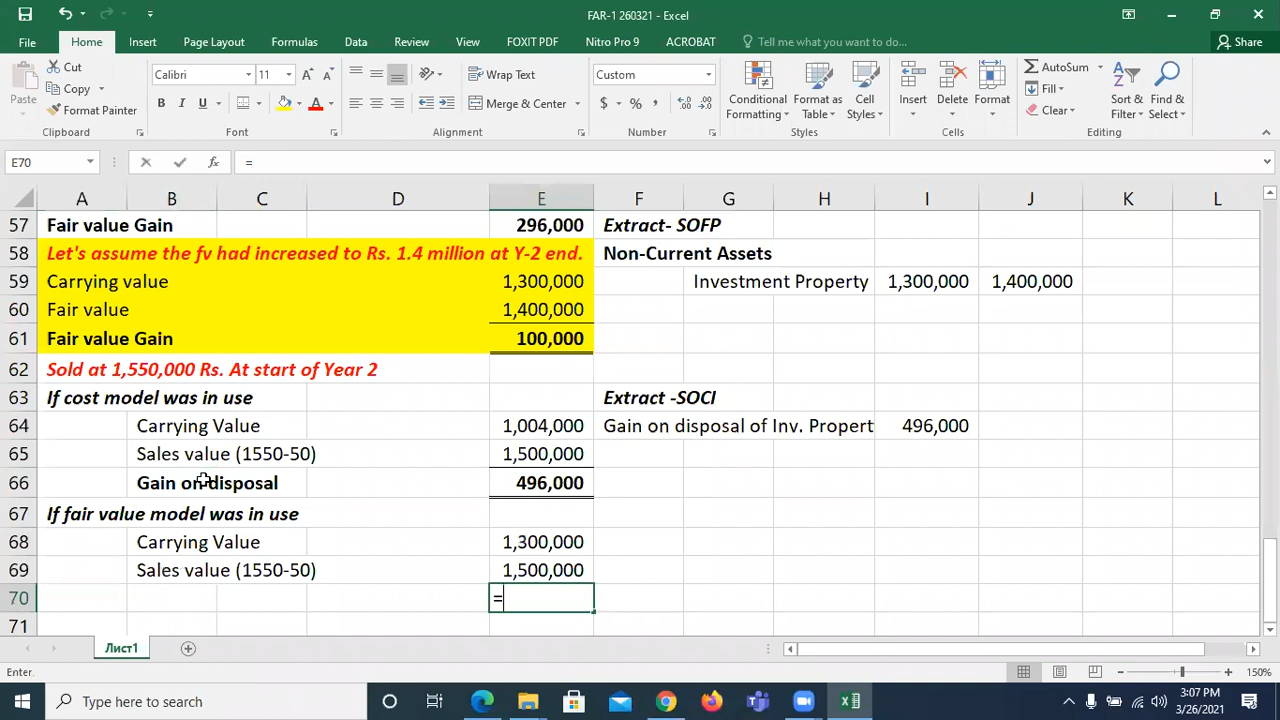 FAR-1 260321 - Excel
File Home Insert Page Layout Formulas Data Review View FOXIT PDF Nitro Pro 9 ACROBAT Tell me what you want to do... Share
Paste Cut Copy Format Painter Clipboard
Calibri 11 B I U Font
Wrap Text Merge & Center Alignment
Custom $ % Number
Conditional Formatting Format as Table Cell Styles Styles
Insert Delete Format Cells
AutoSum Fill Clear Sort & Filter Find & Select Editing
E70 fx =
A B C D E F G H I J K L
57 Fair value Gain 296,000 Extract- SOFP
58 Let's assume the fv had increased to Rs. 1.4 million at Y-2 end. Non-Current Assets
59 Carrying value 1,300,000 Investment Property 1,300,000 1,400,000
60 Fair value 1,400,000
61 Fair value Gain 100,000
62 Sold at 1,550,000 Rs. At start of Year 2
63 If cost model was in use Extract -SOCI
64 Carrying Value 1,004,000 Gain on disposal of Inv. Propert 496,000
65 Sales value (1550-50) 1,500,000
66 Gain on disposal 496,000
67 If fair value model was in use
68 Carrying Value 1,300,000
69 Sales value (1550-50) 1,500,000
70 =
71
Лист1
Enter. 150%
Type here to search 3:07 PM
3/26/2021